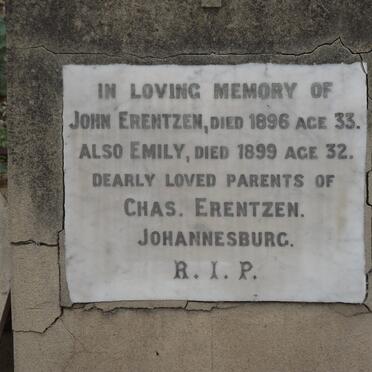 IN LOVING MEMORY OF
JOHN ERENTZEN, DIED 1896 AGE 33.
ALSO EMILY, DIED 1899 AGE 32.
DEARLY LOVED PARENTS OF
CHAS. ERENTZEN.
JOHANNESBURG.
R. I. P.